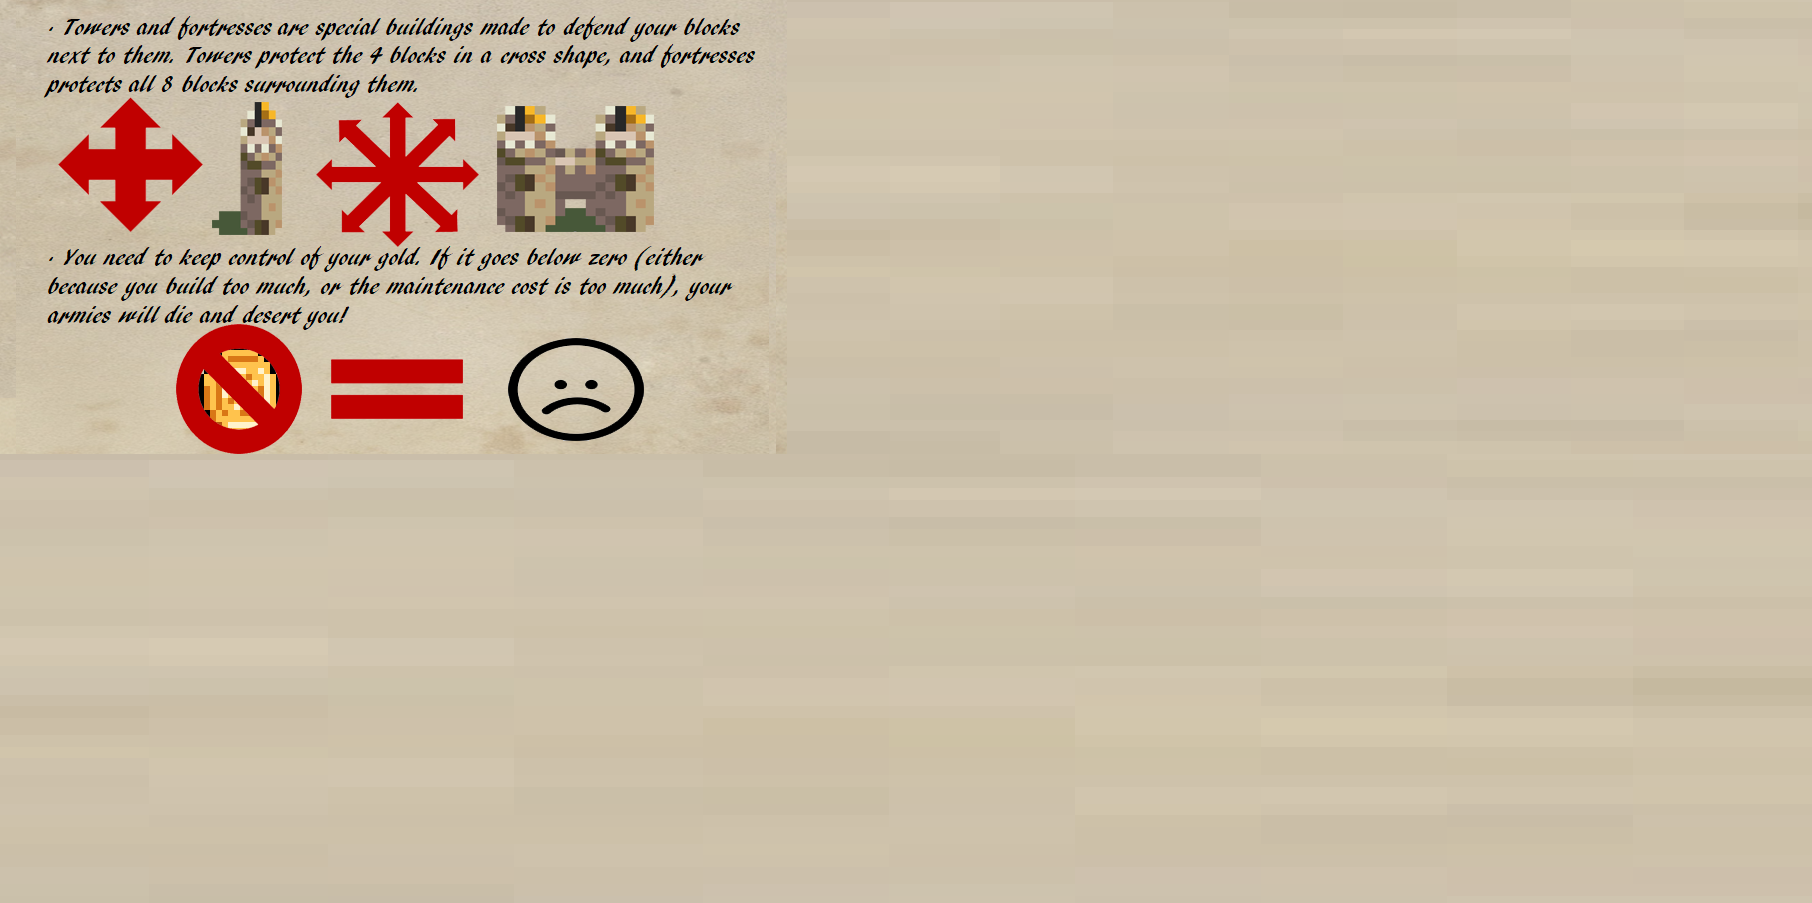 · Towers and fortresses are special buildings made to defend your blocks
next to them. Towers protect the 4 blocks in a cross shape, and fortresses
protects all 8 blocks surrounding them.
· You need to keep control of your gold. If it goes below zero (either
because you build too much, or the maintenance cost is too much), your
armies will die and desert you!